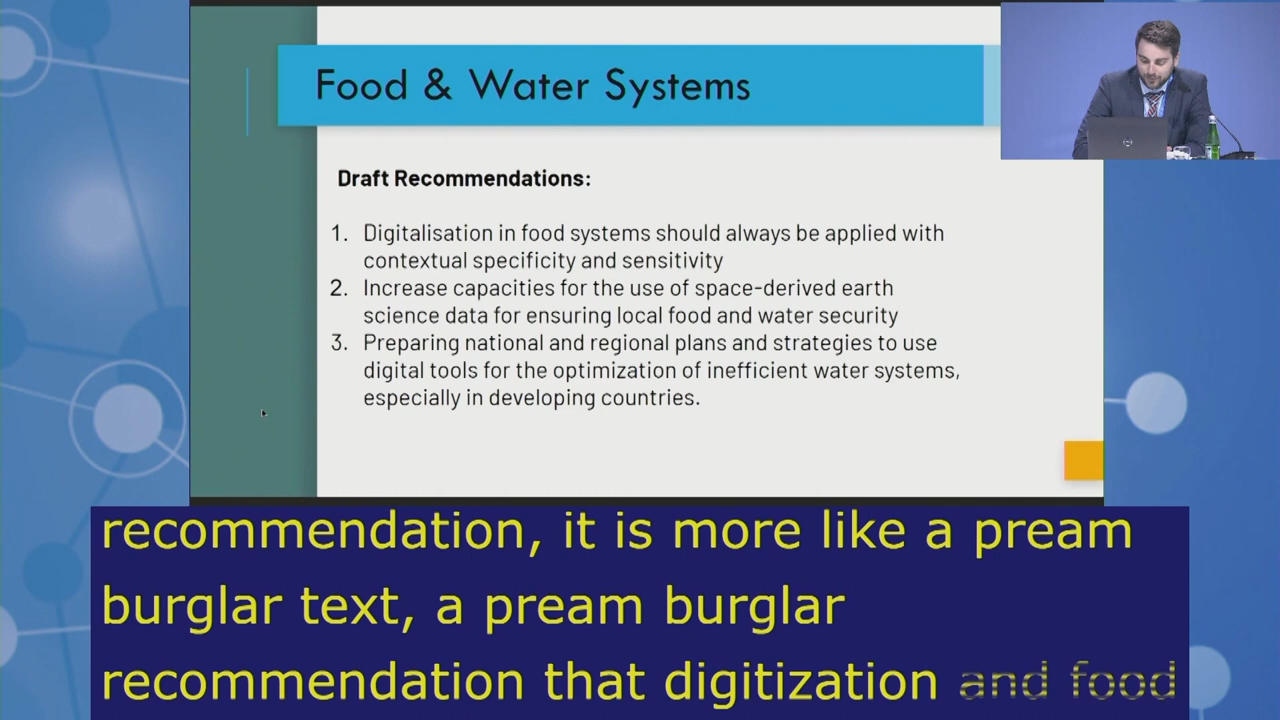 Food & Water Systems
Draft Recommendations:
1. Digitalisation in food systems should always be applied with
contextual specificity and sensitivity
2. Increase capacities for the use of space-derived earth
science data for ensuring local food and water security
3. Preparing national and regional plans and strategies to use
digital tools for the optimization of inefficient water systems,
especially in developing countries.
recommendation, it is more like a pream
burglar text, a pream burglar
recommendation that digitization and food